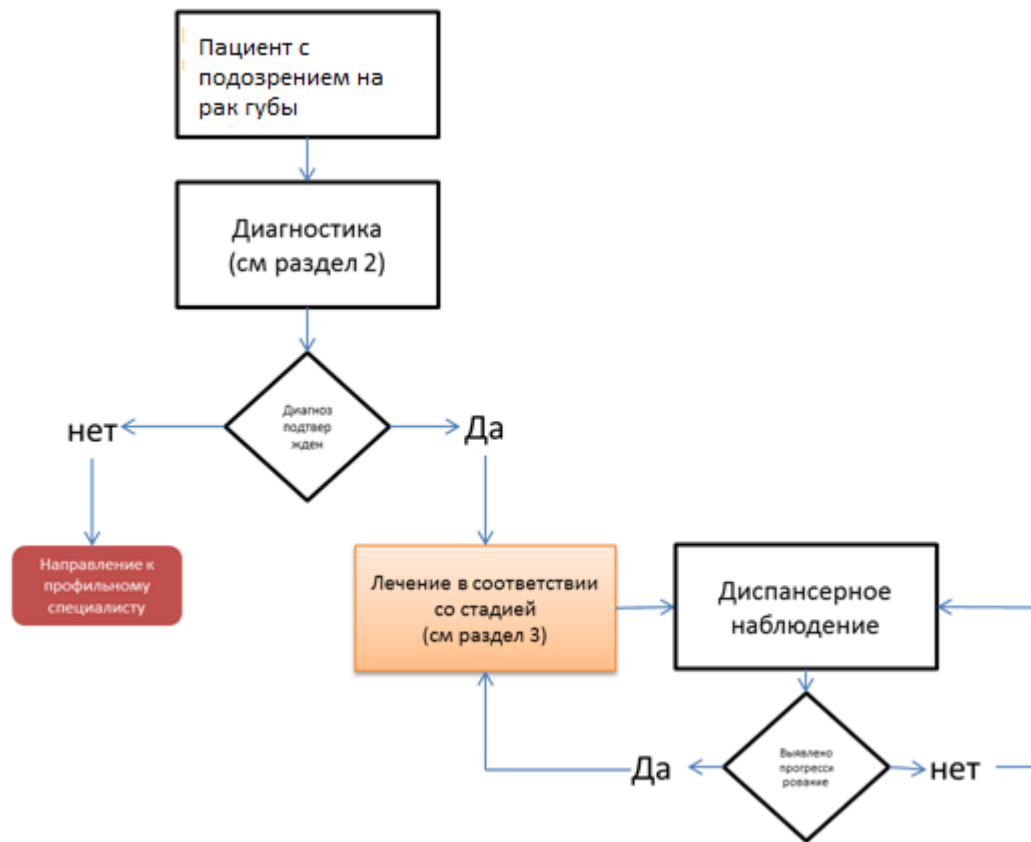 Пациент с
подозрением на
рак губы
Диагностика
(см раздел 2)
Диагноз
подтвер
жден
нет
Да
Направление к
профильному
специалисту
Лечение в соответствии
со стадией
(см раздел 3)
Диспансерное
наблюдение
Выявлено
прогресси
рование
Да
нет